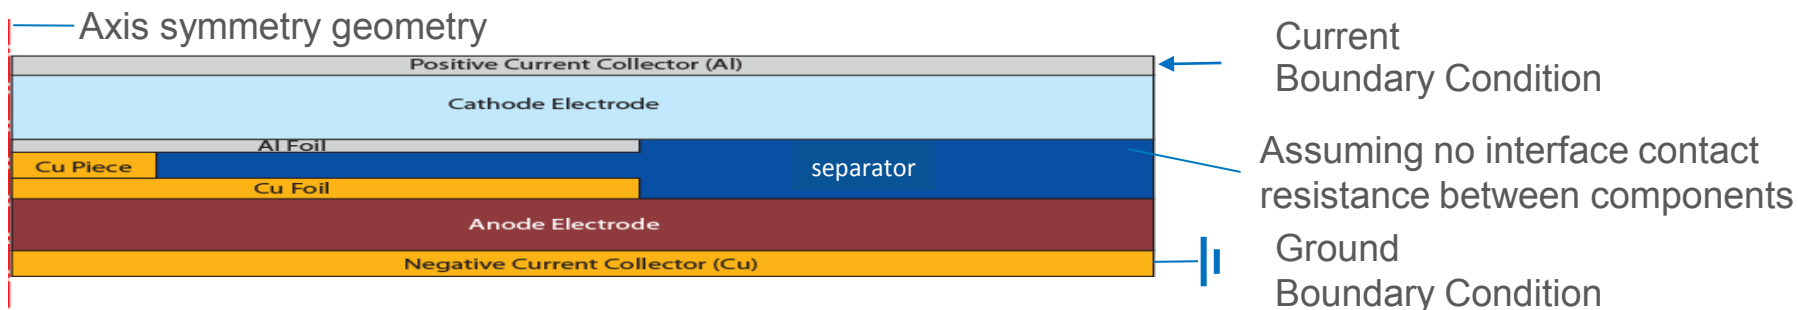 Axis symmetry geometry
Positive Current Collector (Al)
Current
Boundary Condition
Cathode Electrode
Al Foil
Cu Piece
separator
Assuming no interface contact
resistance between components
Cu Foil
Anode Electrode
Negative Current Collector (Cu)
Ground
Boundary Condition